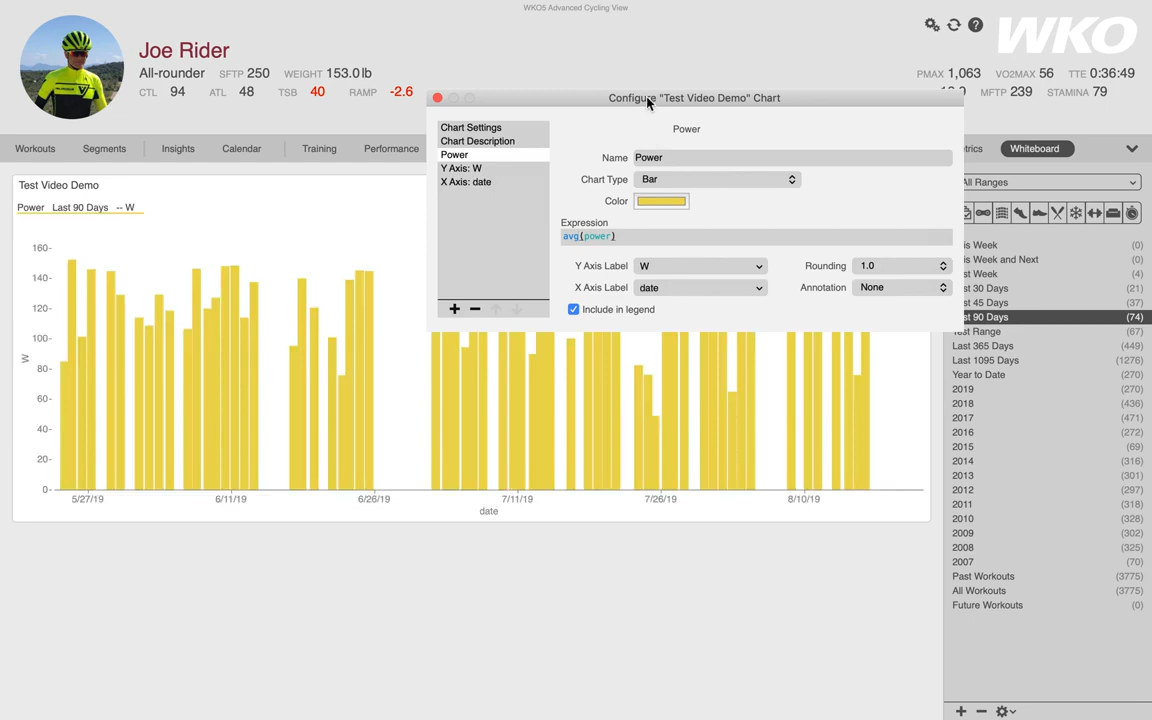 WKO5 Advanced Cycling View
Joe Rider
All-rounder SFTP 250 WEIGHT 153.0 lb
CTL 94 ATL 48 TSB 40 RAMP -2.6
WKO
PMAX 1,063 VO2MAX 56 TTE 0:36:49
MFTP 239 STAMINA 79
Workouts Segments Insights Calendar Training Performance Whiteboard
Configure "Test Video Demo" Chart
Chart Settings
Chart Description
Power
Y Axis: W
X Axis: date
Power
Name Power
Chart Type Bar
Color
Expression
avg(power)
Y Axis Label W Rounding 1.0
X Axis Label date Annotation None
Include in legend
Test Video Demo
Power Last 90 Days -- W
160-
140-
120-
100-
80-
60-
40-
20-
0-
W
5/27/19 6/11/19 6/26/19 7/11/19 7/26/19 8/10/19
date
All Ranges
is Week (0)
is Week and Next (0)
st Week (4)
st 30 Days (21)
st 45 Days (37)
st 90 Days (74)
Test Range (67)
Last 365 Days (449)
Last 1095 Days (1276)
Year to Date (270)
2019 (270)
2018 (436)
2017 (471)
2016 (272)
2015 (69)
2014 (316)
2013 (301)
2012 (297)
2011 (318)
2010 (328)
2009 (302)
2008 (325)
2007 (70)
Past Workouts (3775)
All Workouts (3775)
Future Workouts (0)